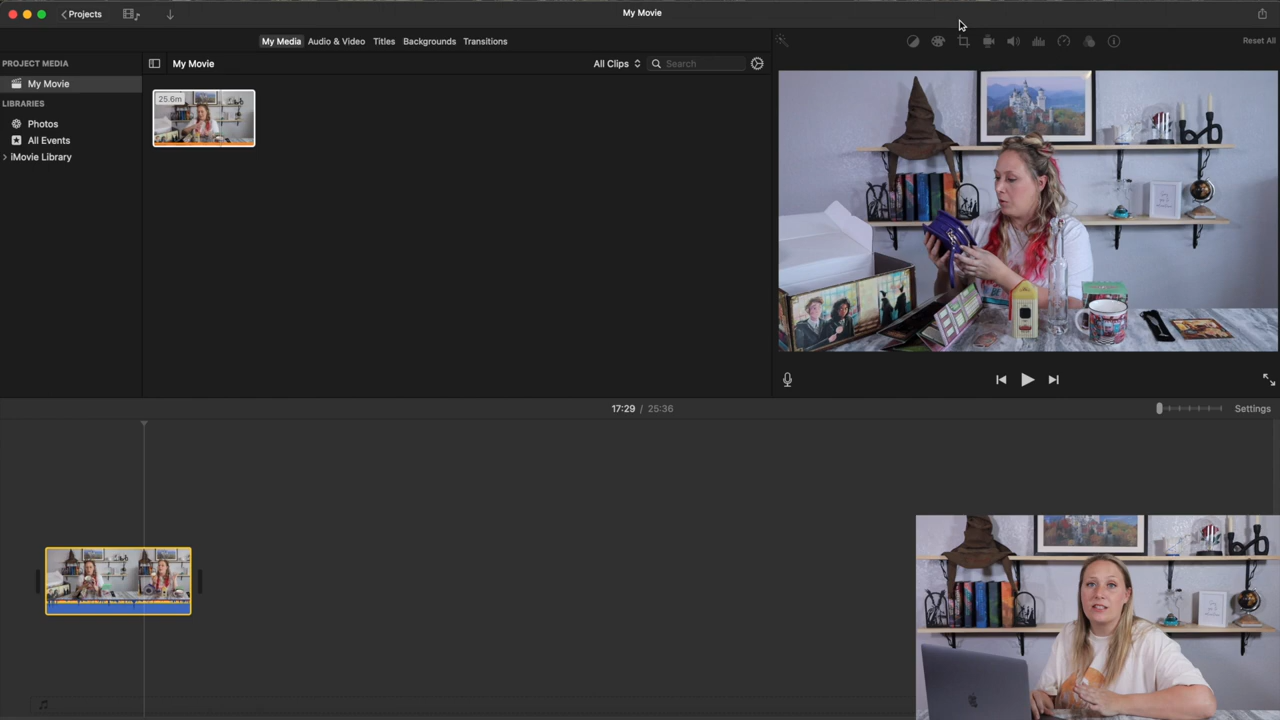 Projects
My Movie
My Media
Audio & Video
Titles
Backgrounds
Transitions
Reset All
PROJECT MEDIA
My Movie
All Clips
Search
My Movie
LIBRARIES
25.6m
Photos
All Events
iMovie Library
17:29 / 25:36
Settings